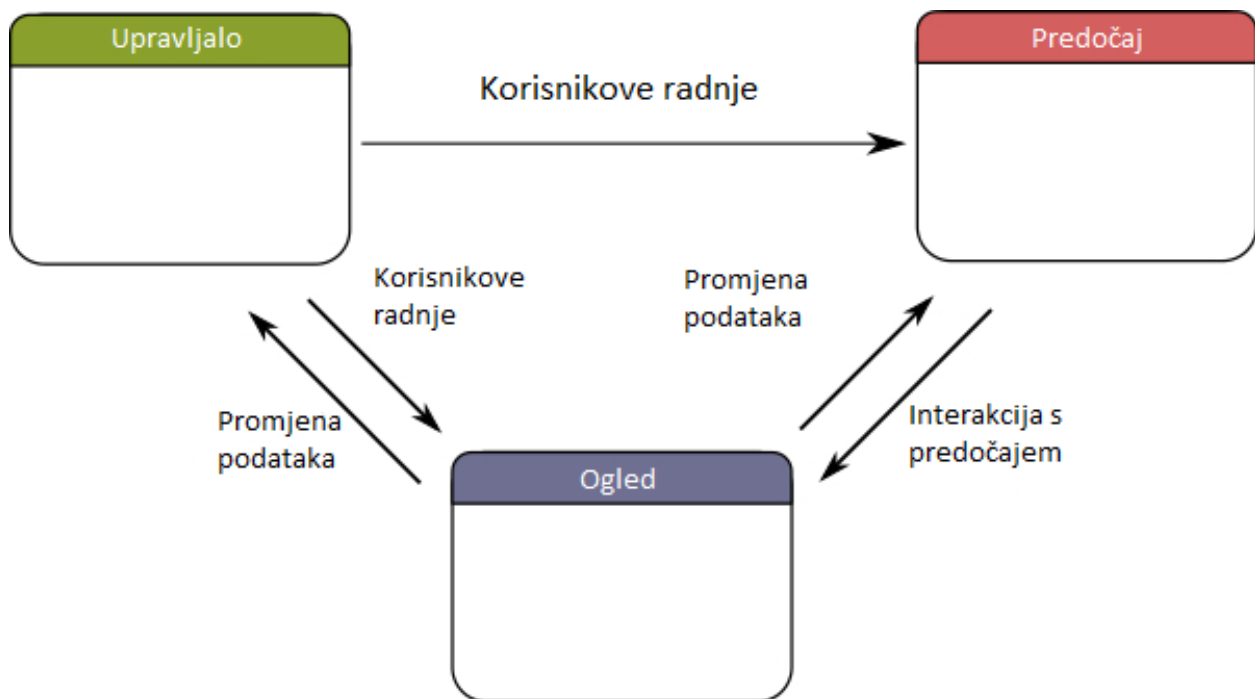 Upravljalo
Predočaj
Korisnikove radnje
Korisnikove
radnje
Promjena
podataka
Promjena
podataka
Interakcija s
predočajem
Ogled